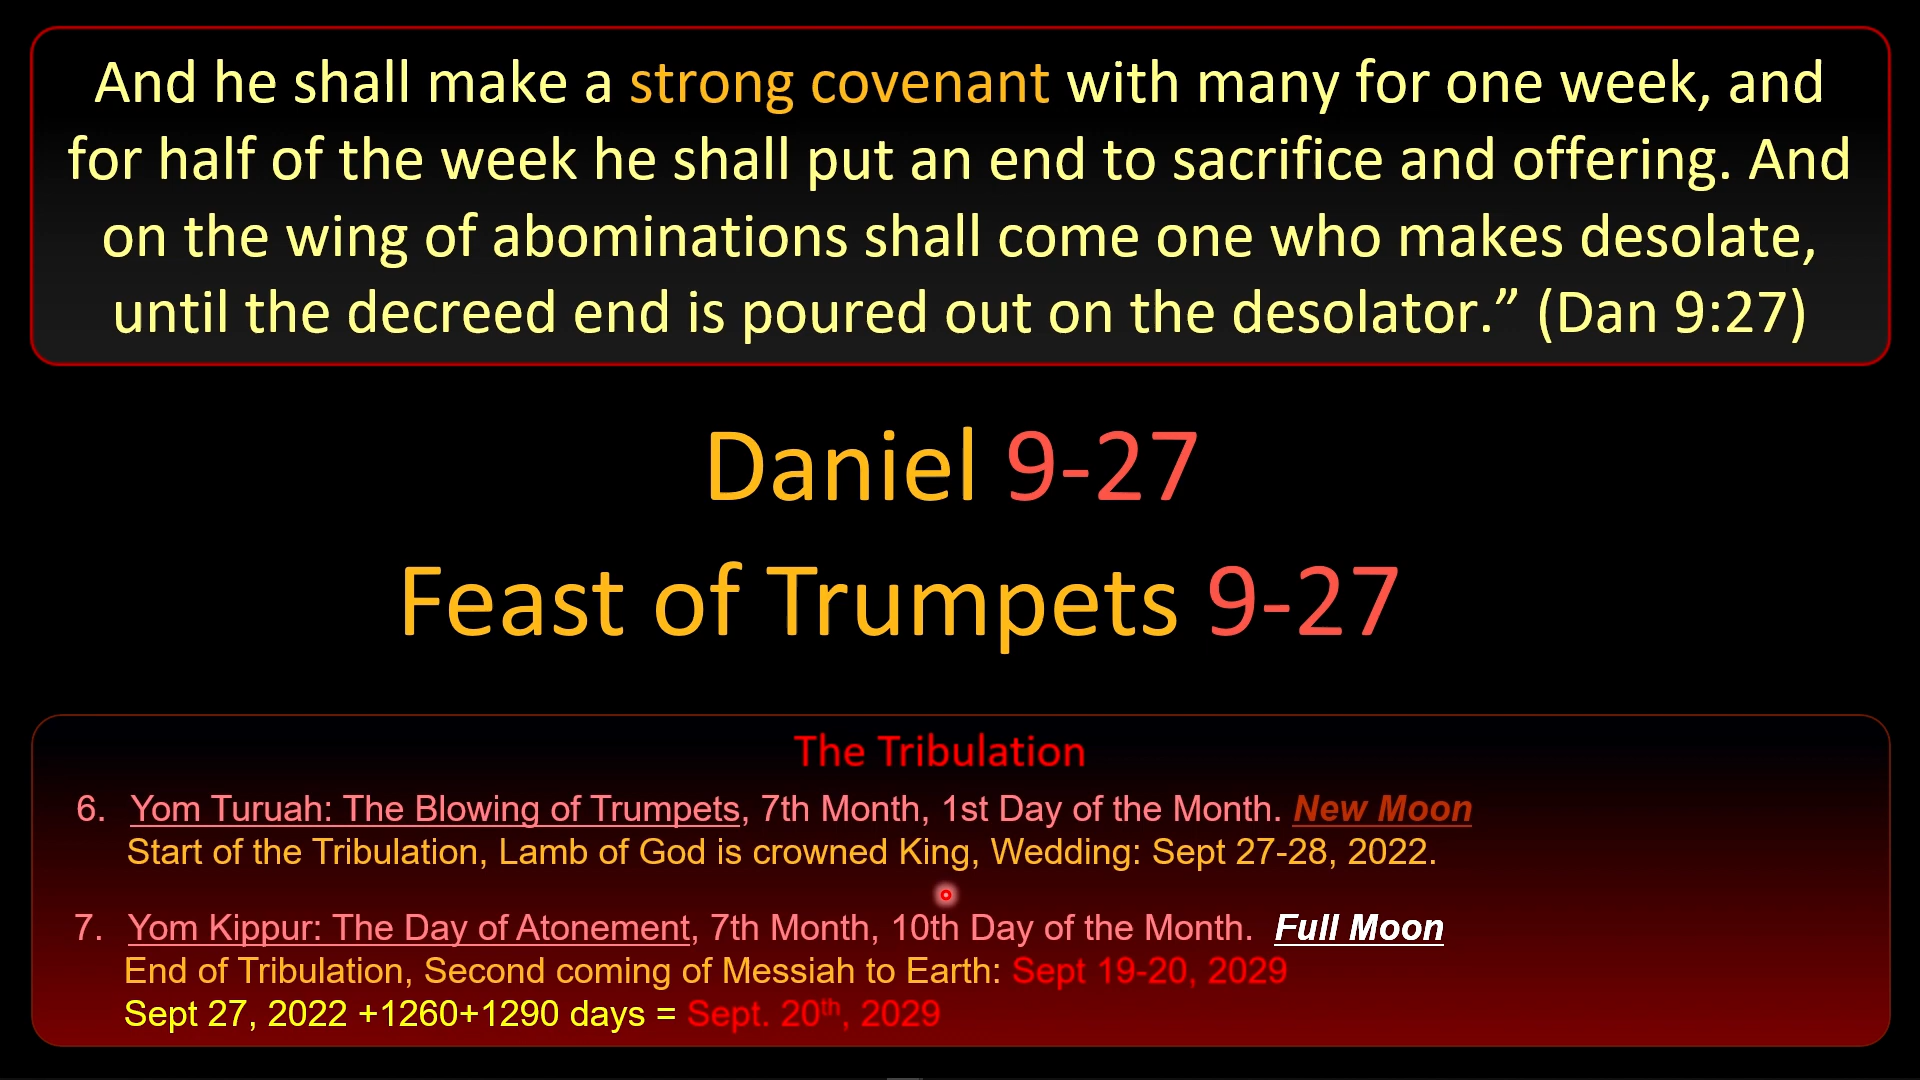 And he shall make a strong covenant with many for one week, and
for half of the week he shall put an end to sacrifice and offering. And
on the wing of abominations shall come one who makes desolate,
until the decreed end is poured out on the desolator.” (Dan 9:27)
Daniel 9-27
Feast of Trumpets 9-27
The Tribulation
6. Yom Turuah: The Blowing of Trumpets, 7th Month, 1st Day of the Month. New Moon
Start of the Tribulation, Lamb of God is crowned King, Wedding: Sept 27-28, 2022.
7. Yom Kippur: The Day of Atonement, 7th Month, 10th Day of the Month. Full Moon
End of Tribulation, Second coming of Messiah to Earth: Sept 19-20, 2029
Sept 27, 2022 +1260+1290 days = Sept. 20th, 2029